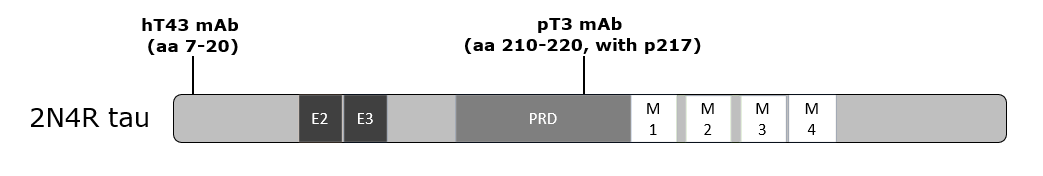 hT43 mAb
(aa 7-20)
pT3 mAb
(aa 210-220, with p217)
2N4R tau
E2
E3
PRD
M
1
M
2
M
3
M
4